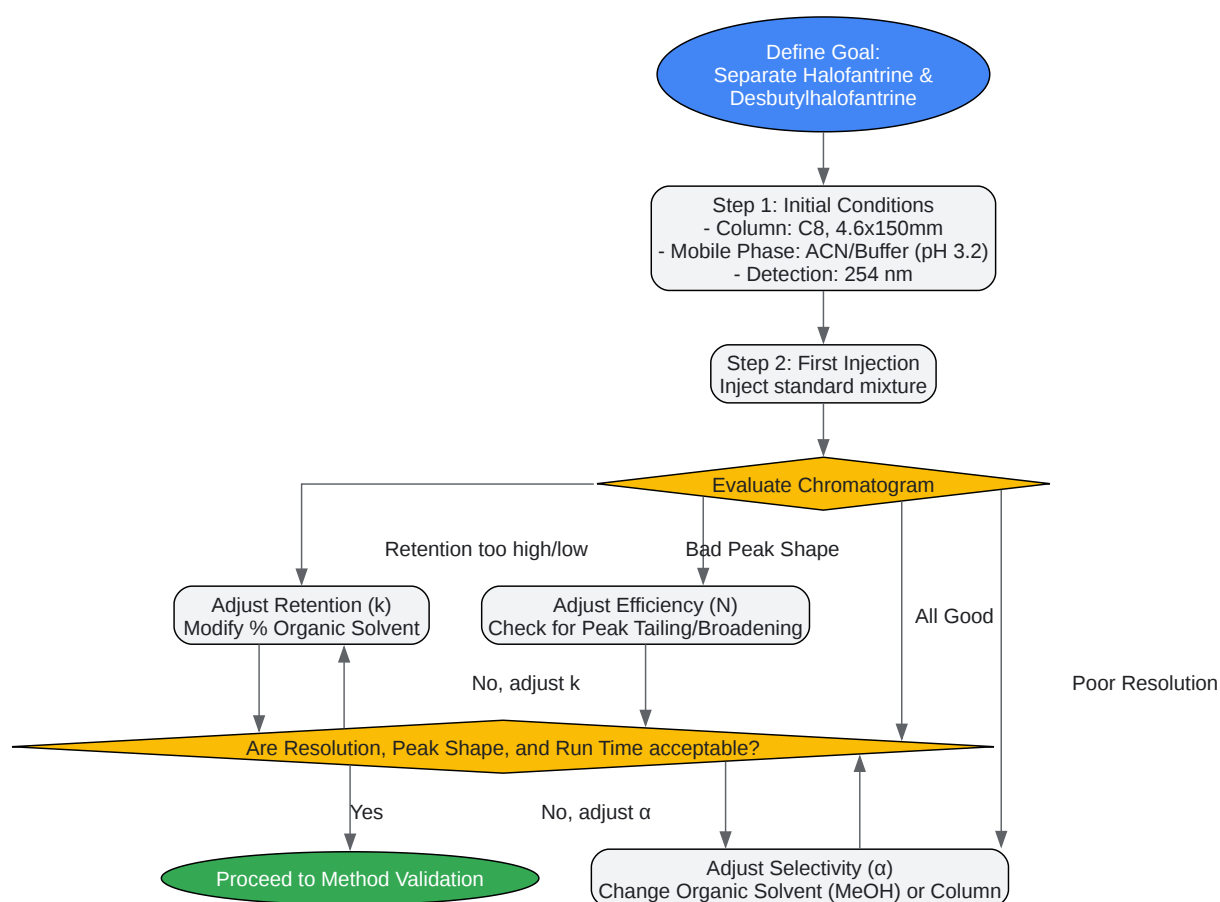 Define Goal:
Separate Halofantrine &
Desbutylhalofantrine
Step 1: Initial Conditions
- Column: C8, 4.6x150mm
- Mobile Phase: ACN/Buffer (pH 3.2)
- Detection: 254 nm
Step 2: First Injection
Inject standard mixture
Evaluate Chromatogram
Retention too high/low
Bad Peak Shape
Adjust Retention (k)
Modify % Organic Solvent
Adjust Efficiency (N)
Check for Peak Tailing/Broadening
All Good
No, adjust k
Poor Resolution
Are Resolution, Peak Shape, and Run Time acceptable?
Yes
No, adjust α
Proceed to Method Validation
Adjust Selectivity (α)
Change Organic Solvent (MeOH) or Column